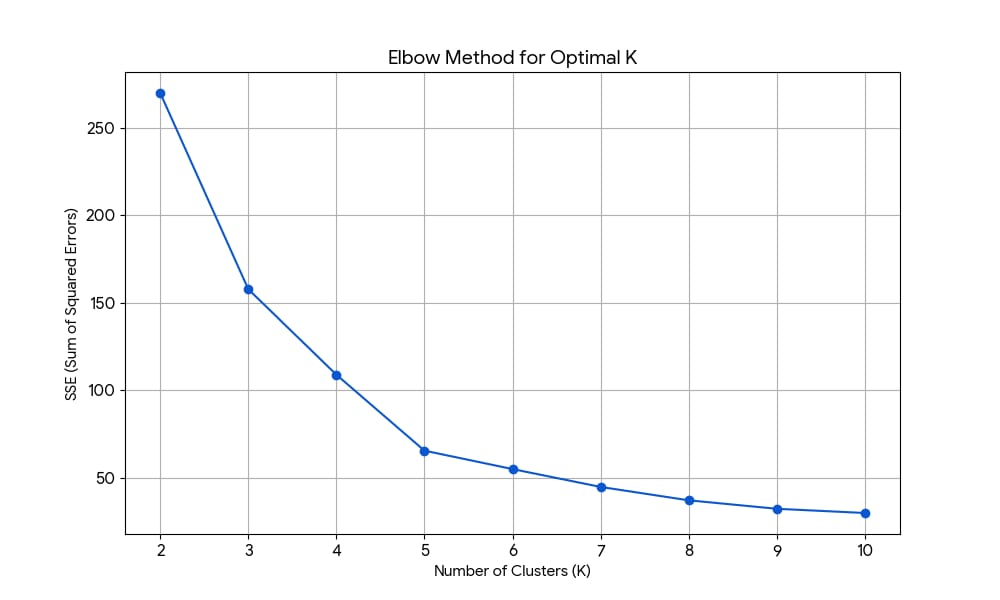 Elbow Method for Optimal K
SSE (Sum of Squared Errors)
250
200
150
100
50
2 3 4 5 6 7 8 9 10
Number of Clusters (K)